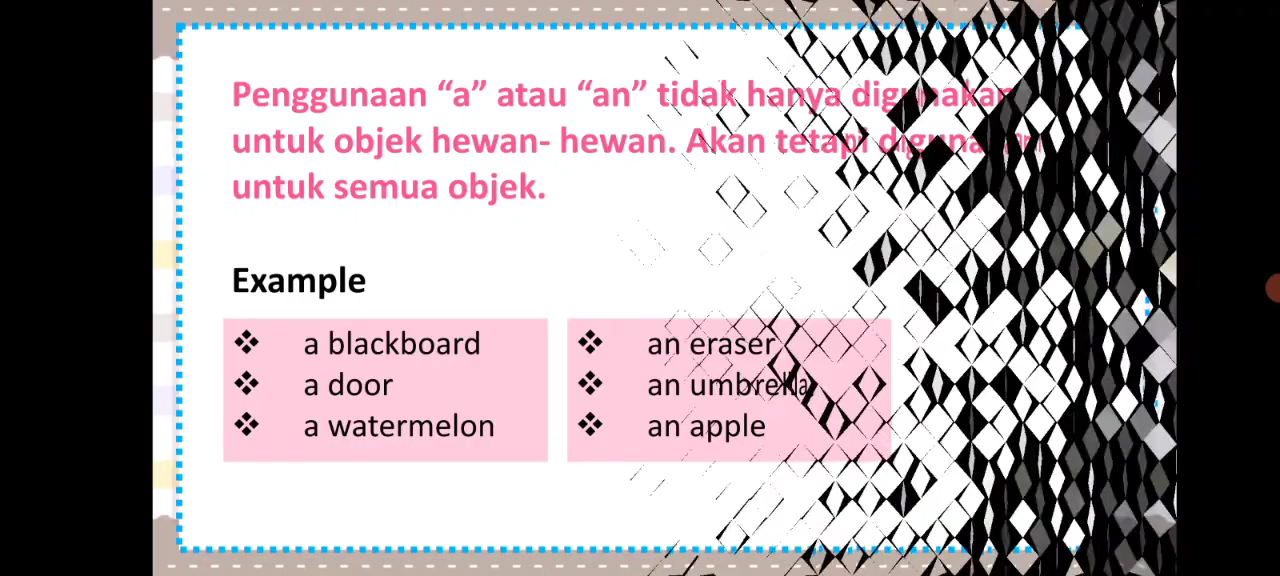 Penggunaan “a” atau “an” tidak hanya digunakan
untuk objek hewan- hewan. Akan tetapi
untuk semua objek.
Example
❖ a blackboard
❖ a door
❖ a watermelon
❖ an eraser
❖ an umbrella
❖ an apple